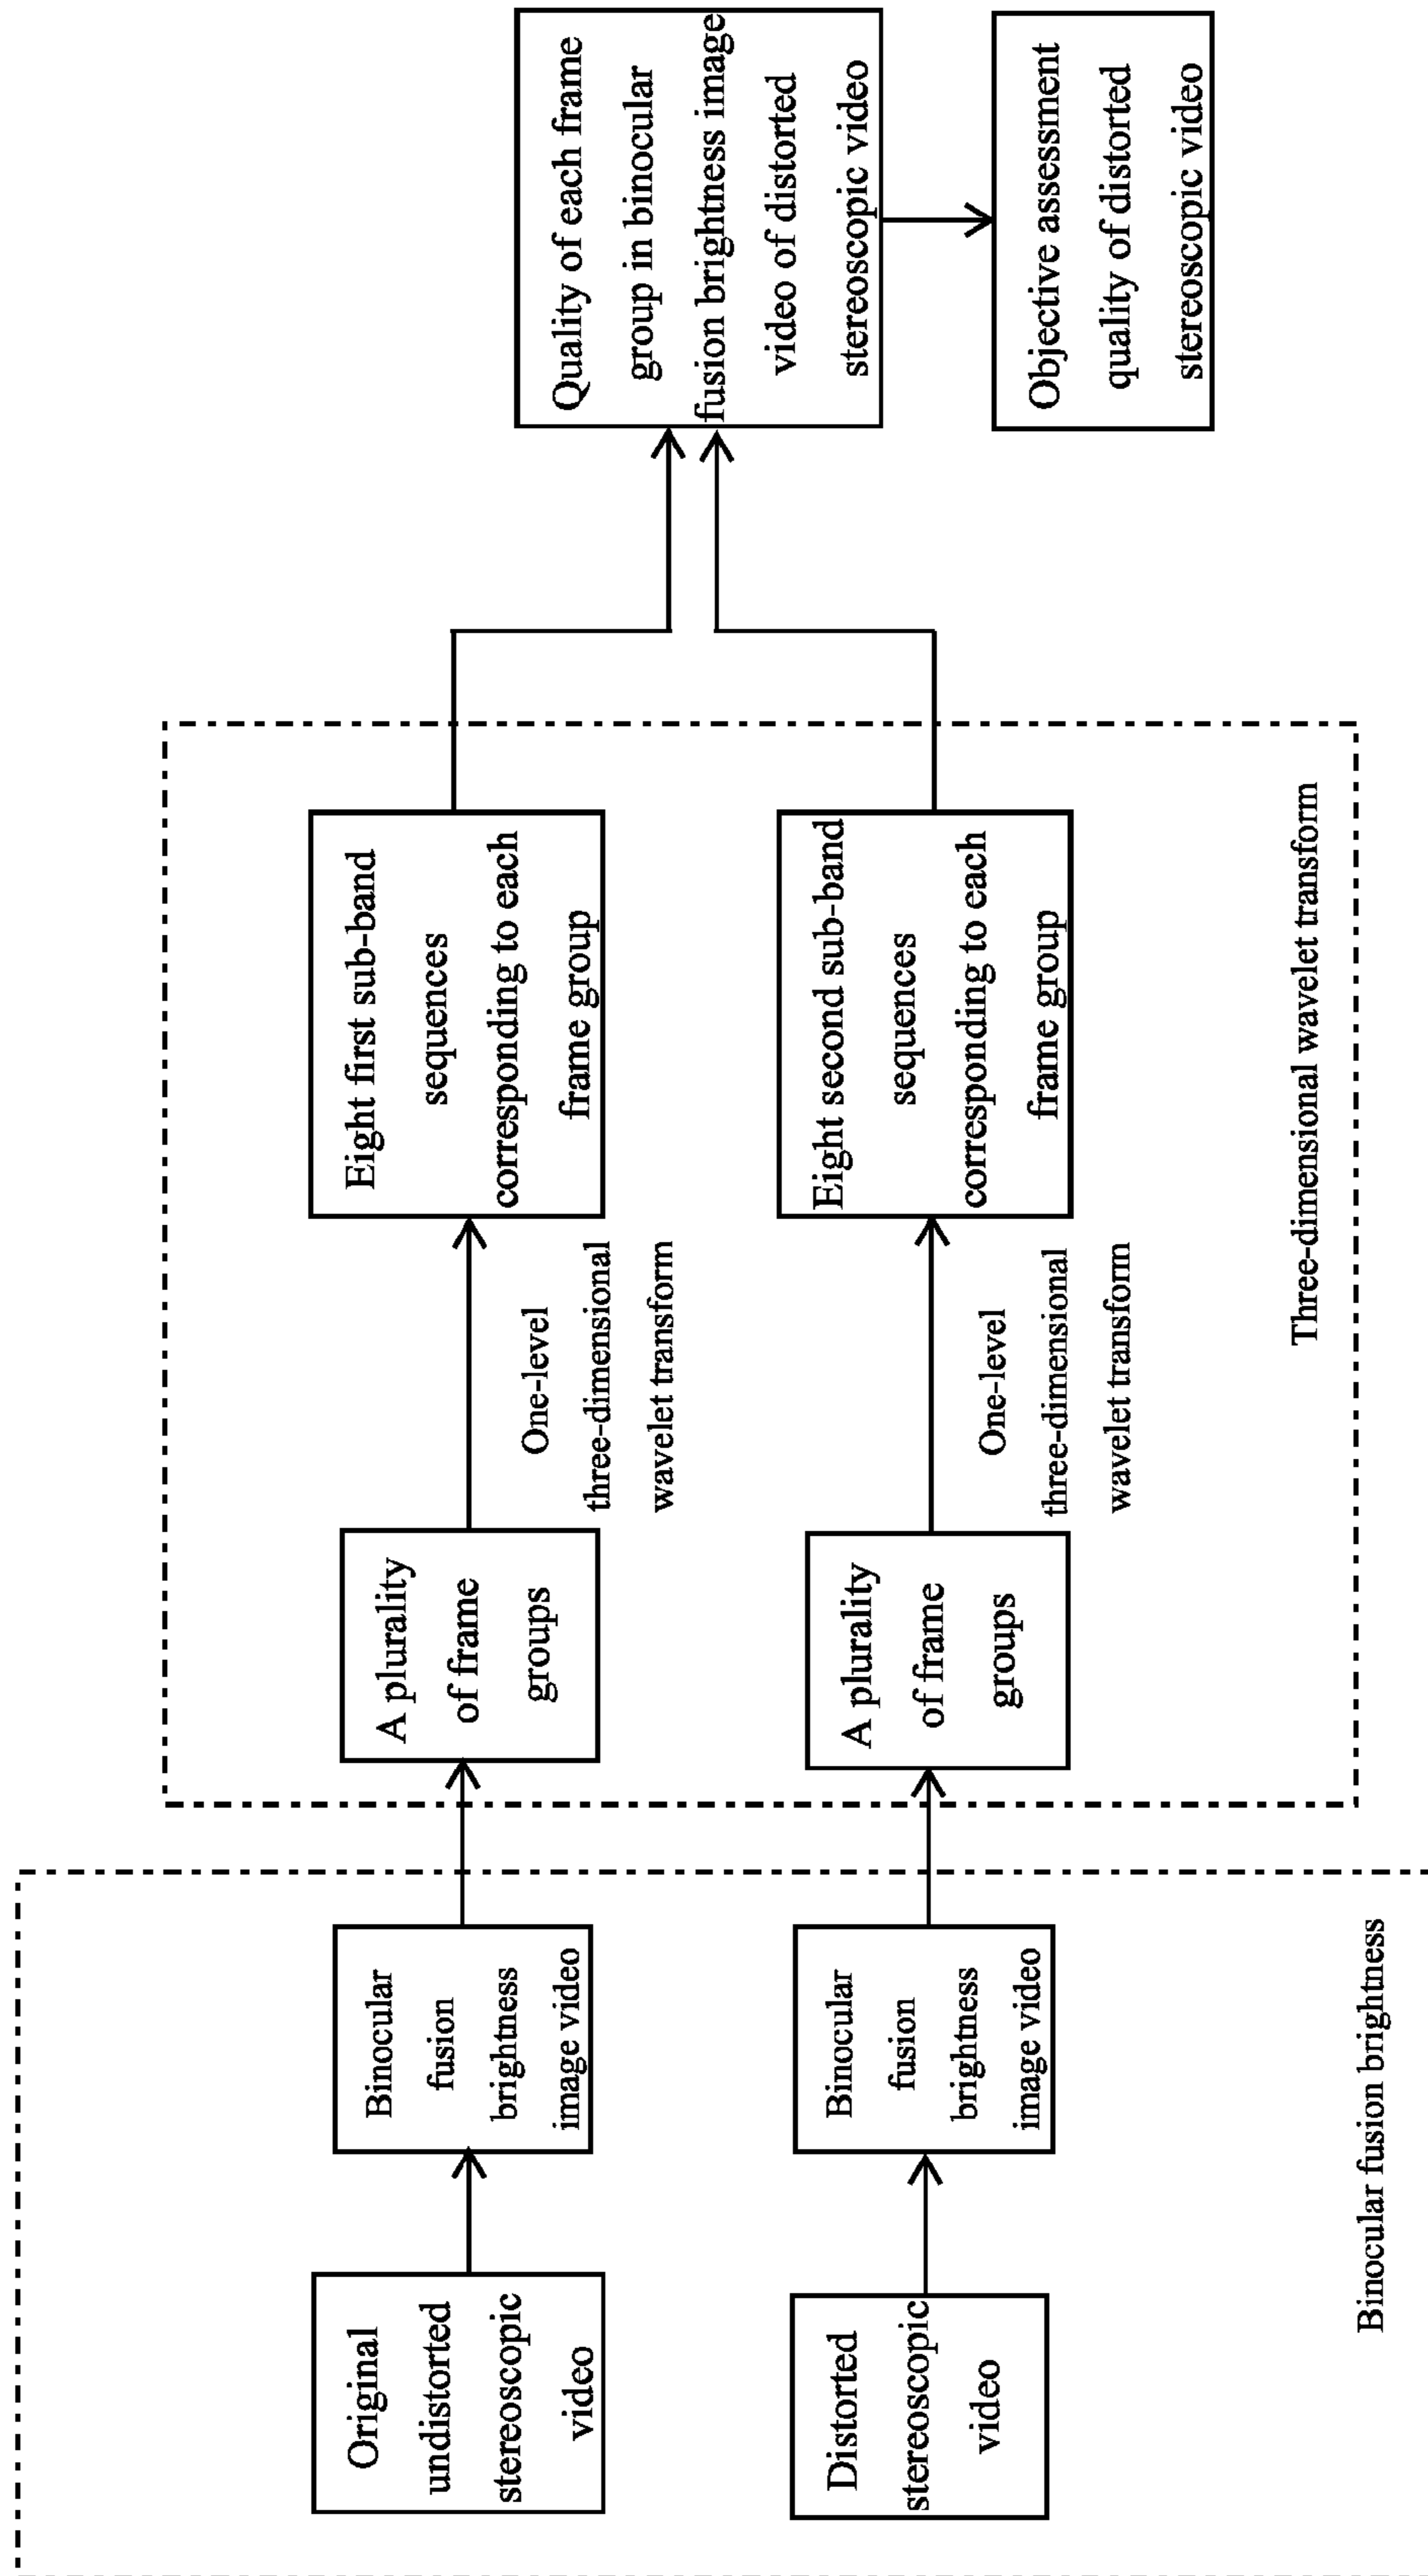 Original
undistorted
stereoscopic
video
Binocular
fusion
brightness
image video
A plurality
of frame
groups
One-level
three-dimensional
wavelet transform
Eight first sub-band
sequences
corresponding to each
frame group
Distorted
stereoscopic
video
Binocular
fusion
brightness
image video
A plurality
of frame
groups
One-level
three-dimensional
wavelet transform
Eight second sub-band
sequences
corresponding to each
frame group
Quality of each frame
group in binocular
fusion brightness image
video of distorted
stereoscopic video
Objective assessment
quality of distorted
stereoscopic video
Binocular fusion brightness
Three-dimensional wavelet transform